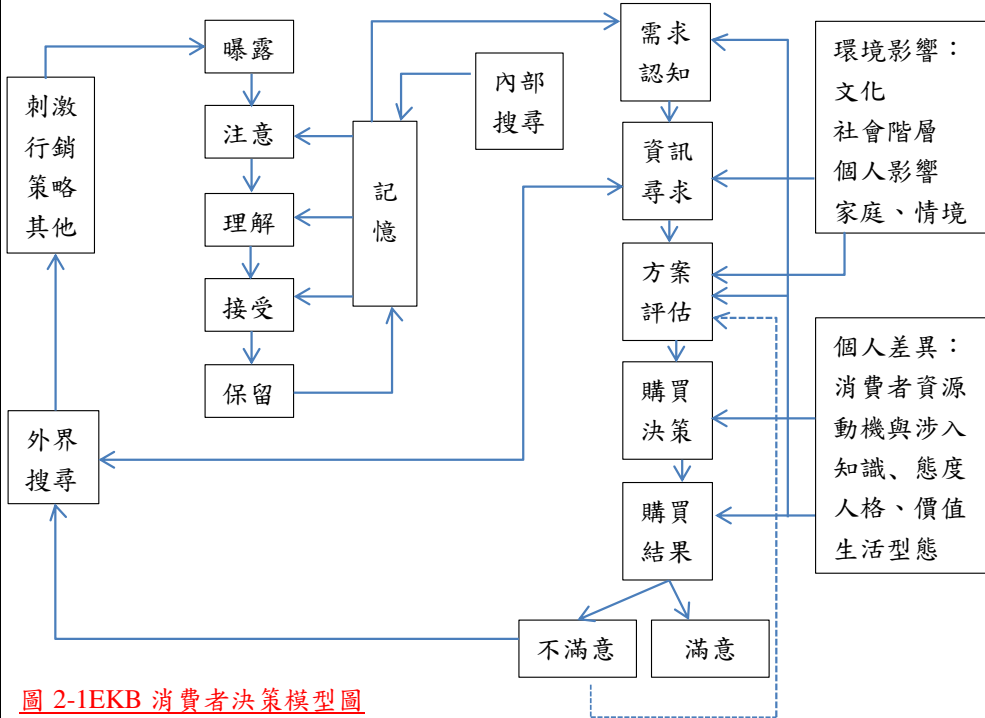 曝露
刺激
行銷
策略
其他
注意
理解
接受
保留
記
憶
內部
搜尋
外界
搜尋
需求
認知
資訊
尋求
方案
評估
購買
決策
購買
結果
不滿意
滿意
環境影響：
文化
社會階層
個人影響
家庭、情境
個人差異：
消費者資源
動機與涉入
知識、態度
人格、價值
生活型態
圖 2-1EKB 消費者決策模型圖